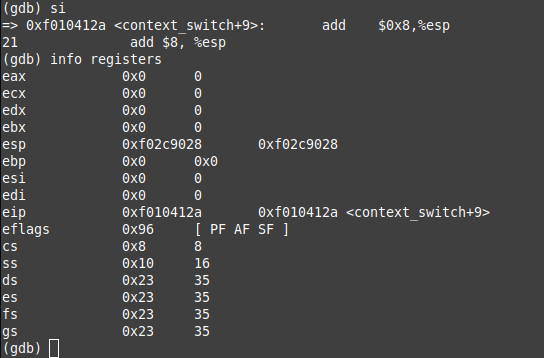 (gdb) si
=> 0xf010412a <context_switch+9>:       add    $0x8,%esp
21              add $8, %esp
(gdb) info registers
eax            0x0      0
ecx            0x0      0
edx            0x0      0
ebx            0x0      0
esp            0xf02c9028       0xf02c9028
ebp            0x0      0x0
esi            0x0      0
edi            0x0      0
eip            0xf010412a       0xf010412a <context_switch+9>
eflags         0x96     [ PF AF SF ]
cs             0x8      8
ss             0x10     16
ds             0x23     35
es             0x23     35
fs             0x23     35
gs             0x23     35
(gdb)